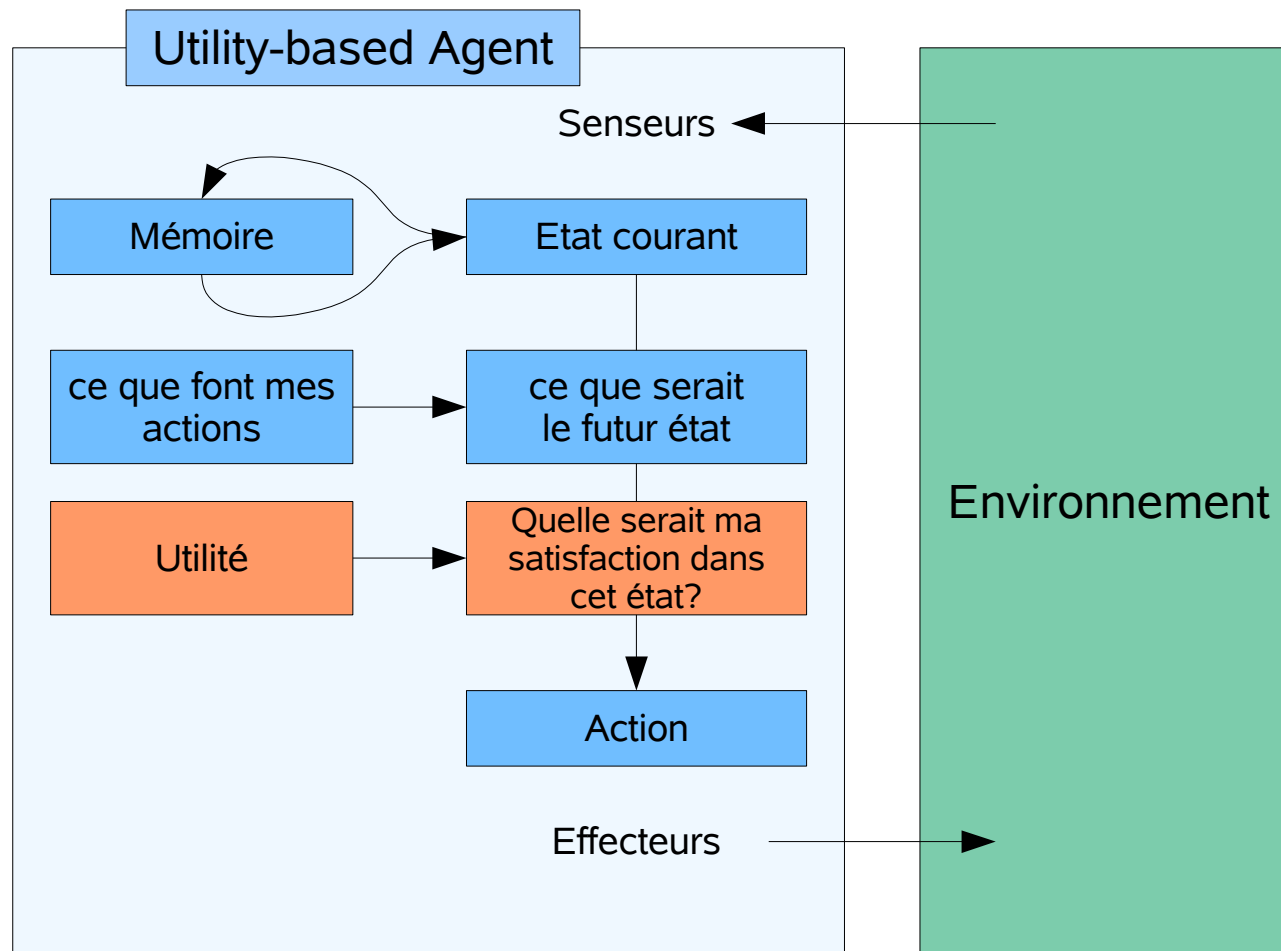 Utility-based Agent
Senseurs
Mémoire
Etat courant
ce que font mes
actions
ce que serait
le futur état
Utilité
Quelle serait ma
satisfaction dans
cet état?
Environnement
Action
Effecteurs